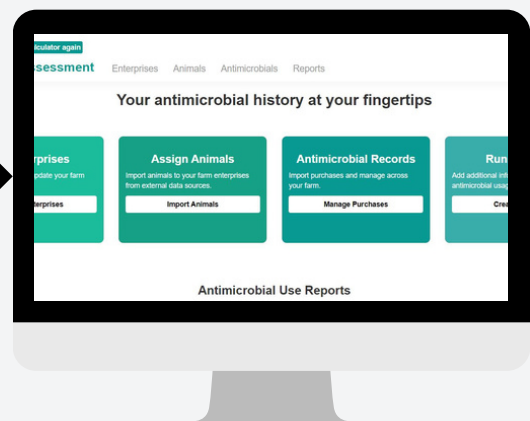 lculator again
ssessment Enterprises Animals Antimicrobials Reports
Your antimicrobial history at your fingertips
rprises
pdate your farm
terprises
Assign Animals
Import animals to your farm enterprises
from external data sources.
Import Animals
Antimicrobial Records
Import purchases and manage across
your farm.
Manage Purchases
Run
Add additional inf
antimicrobial usag
Crea
Antimicrobial Use Reports